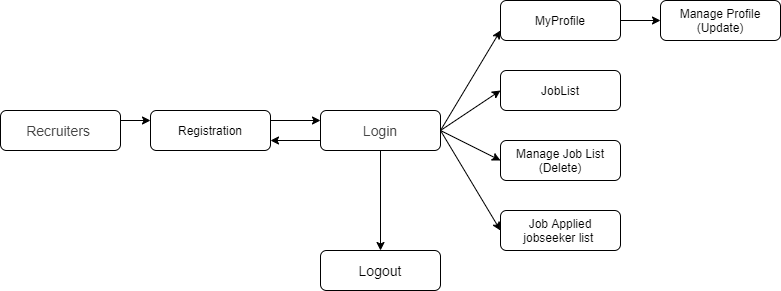 MyProfile
Manage Profile
(Update)
JobList
Recruiters
Registration
Login
Manage Job List
(Delete)
Job Applied
jobseeker list
Logout